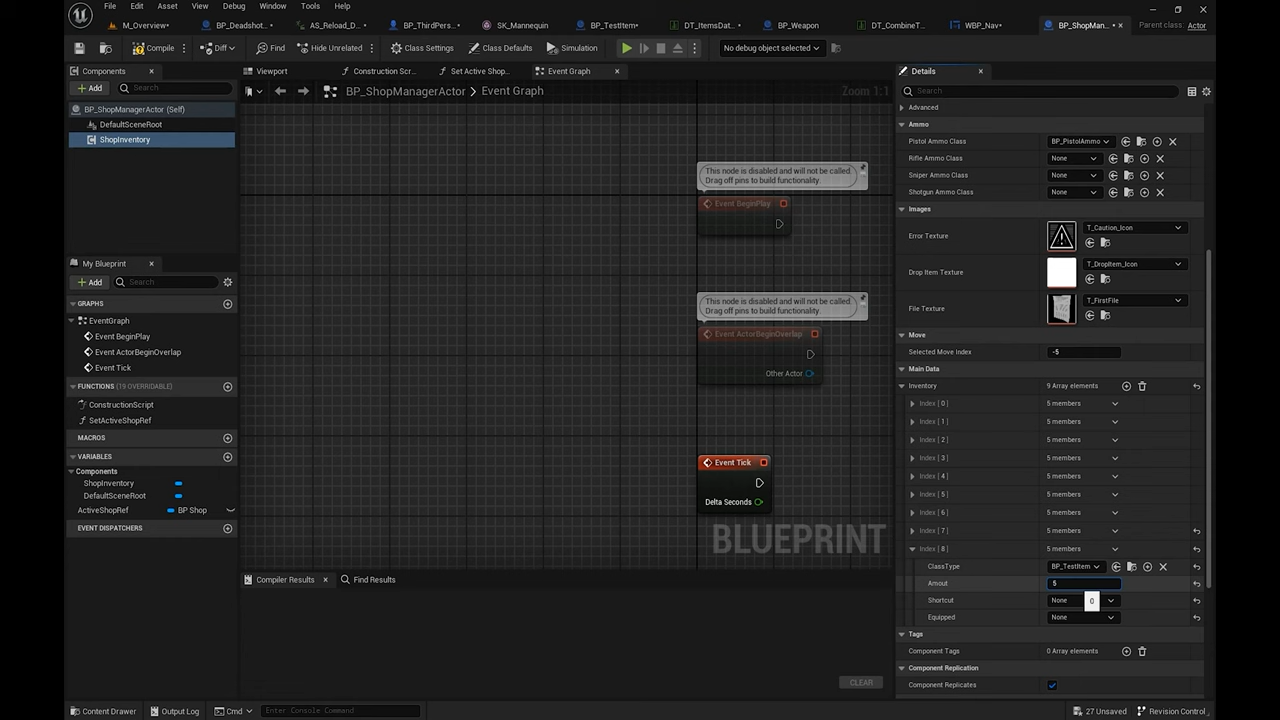 File Edit Asset View Debug Window Tools Help
M_Overview• BP_Deadshot.. AS_Reload_D.. BP_ThirdPers.. SK_Mannequin BP_TestItem• DT_ItemsDat.. BP_Weapon DT_CombineT.. WBP_Nav• BP_ShopMan..• Parent class: Actor
Compile Diff Find Hide Unrelated Class Settings Class Defaults Simulation No debug object selected
Components
Add Search
BP_ShopManagerActor (Self)
DefaultSceneRoot
ShopInventory
My Blueprint
Add Search
GRAPHS
EventGraph
Event BeginPlay
Event ActorBeginOverlap
Event Tick
FUNCTIONS (19 OVERRIDABLE)
ConstructionScript
SetActiveShopRef
MACROS
VARIABLES
Components
ShopInventory
DefaultSceneRoot
ActiveShopRef BP Shop
EVENT DISPATCHERS
Viewport Construction Scr... Set Active Shop... Event Graph
BP_ShopManagerActor > Event Graph Zoom 1:1
This node is disabled and will not be called.
Drag off pins to build functionality.
Event BeginPlay
This node is disabled and will not be called.
Drag off pins to build functionality.
Event ActorBeginOverlap
Other Actor
Event Tick
Delta Seconds
BLUEPRINT
Compiler Results Find Results
CLEAR
Details
Search
Advanced
Ammo
Pistol Ammo Class BP_PistolAmmo
Rifle Ammo Class None
Sniper Ammo Class None
Shotgun Ammo Class None
Images
Error Texture T_Caution_Icon
Drop Item Texture T_DropItem_Icon
File Texture T_FirstFile
Move
Selected Move Index -5
Main Data
Inventory 9 Array elements
Index [ 0 ] 5 members
Index [ 1 ] 5 members
Index [ 2 ] 5 members
Index [ 3 ] 5 members
Index [ 4 ] 5 members
Index [ 5 ] 5 members
Index [ 6 ] 5 members
Index [ 7 ] 5 members
Index [ 8 ] 5 members
ClassType BP_TestItem
Amout 5
Shortcut None 0
Equipped None
Tags
Component Tags 0 Array elements
Component Replication
Component Replicates
Content Drawer Output Log Cmd Enter Console Command 27 Unsaved Revision Control